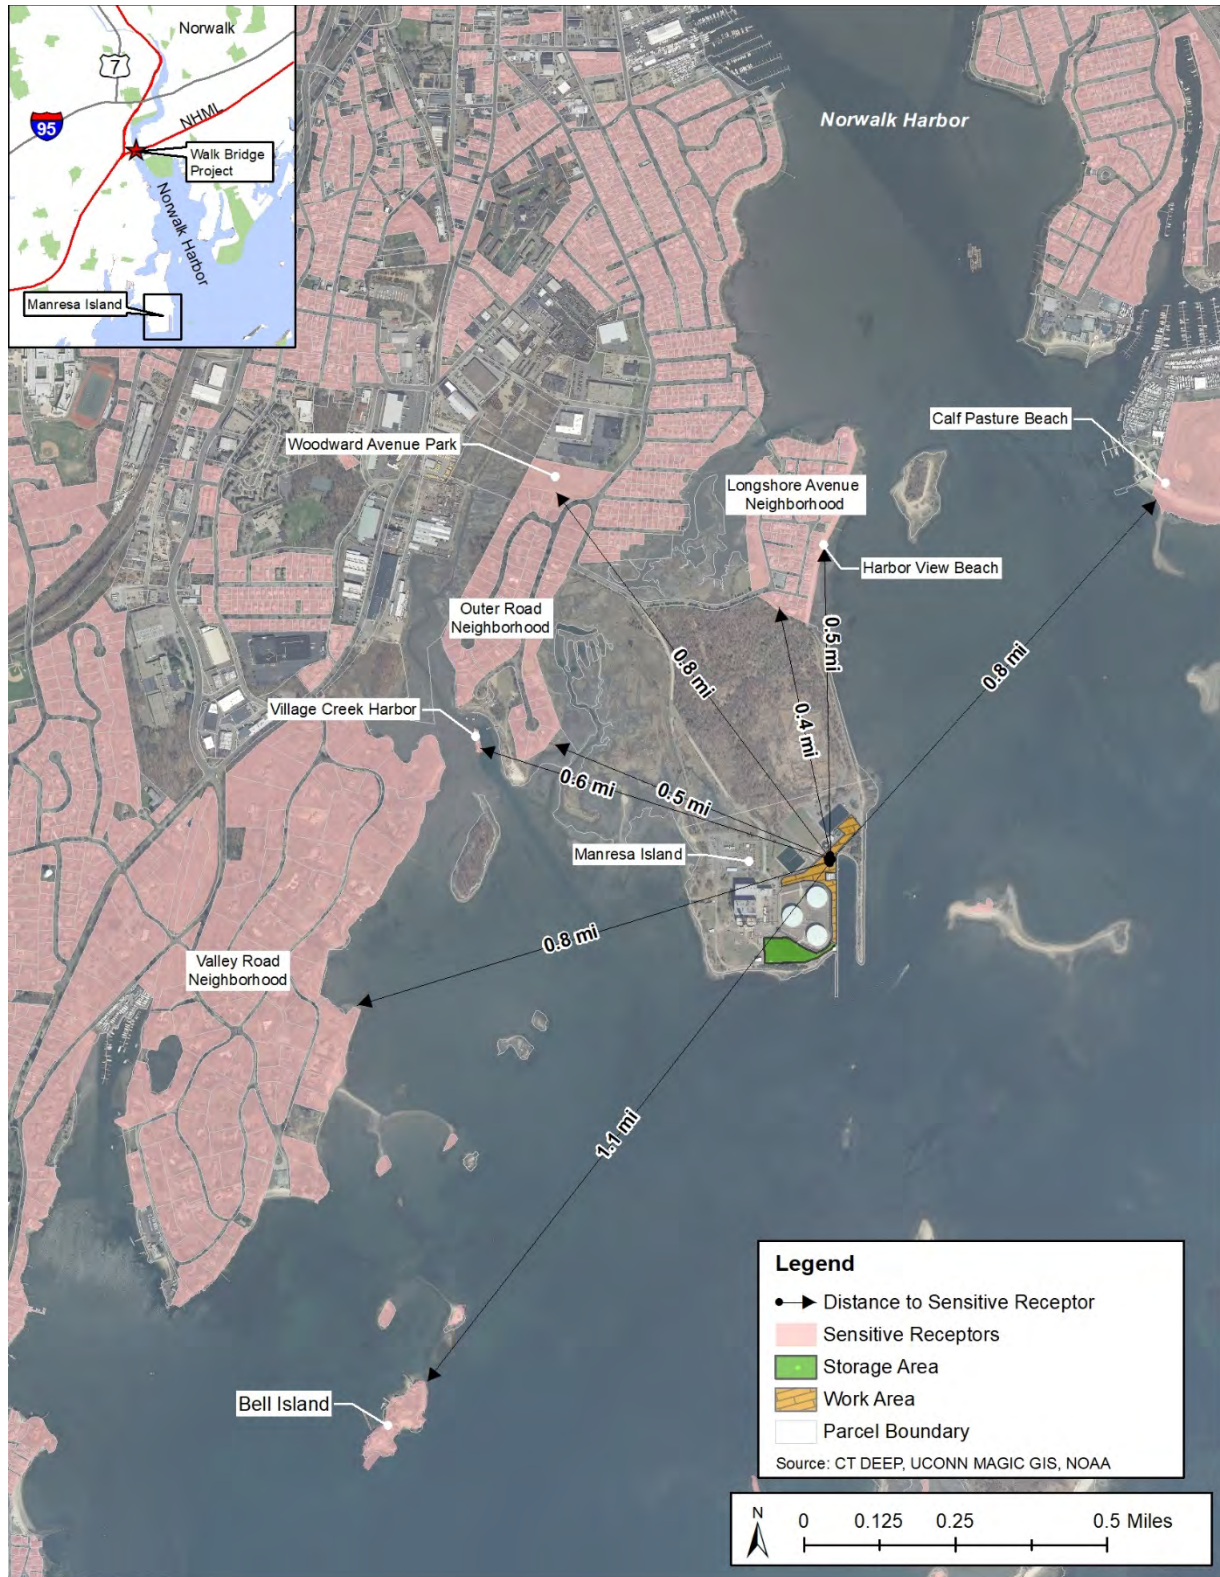 Norwalk
7
95
NHML
Walk Bridge
Project
Norwalk Harbor
Manresa Island
Norwalk Harbor
Calf Pasture Beach
Woodward Avenue Park
Longshore Avenue
Neighborhood
Harbor View Beach
Outer Road
Neighborhood
Village Creek Harbor
0.8 mi
0.5 mi
0.4 mi
0.8 mi
0.6 mi
0.5 mi
Manresa Island
0.8 mi
Valley Road
Neighborhood
1.1 mi
Bell Island
Legend
Distance to Sensitive Receptor
Sensitive Receptors
Storage Area
Work Area
Parcel Boundary
Source: CT DEEP, UCONN MAGIC GIS, NOAA
N
0 0.125 0.25 0.5 Miles